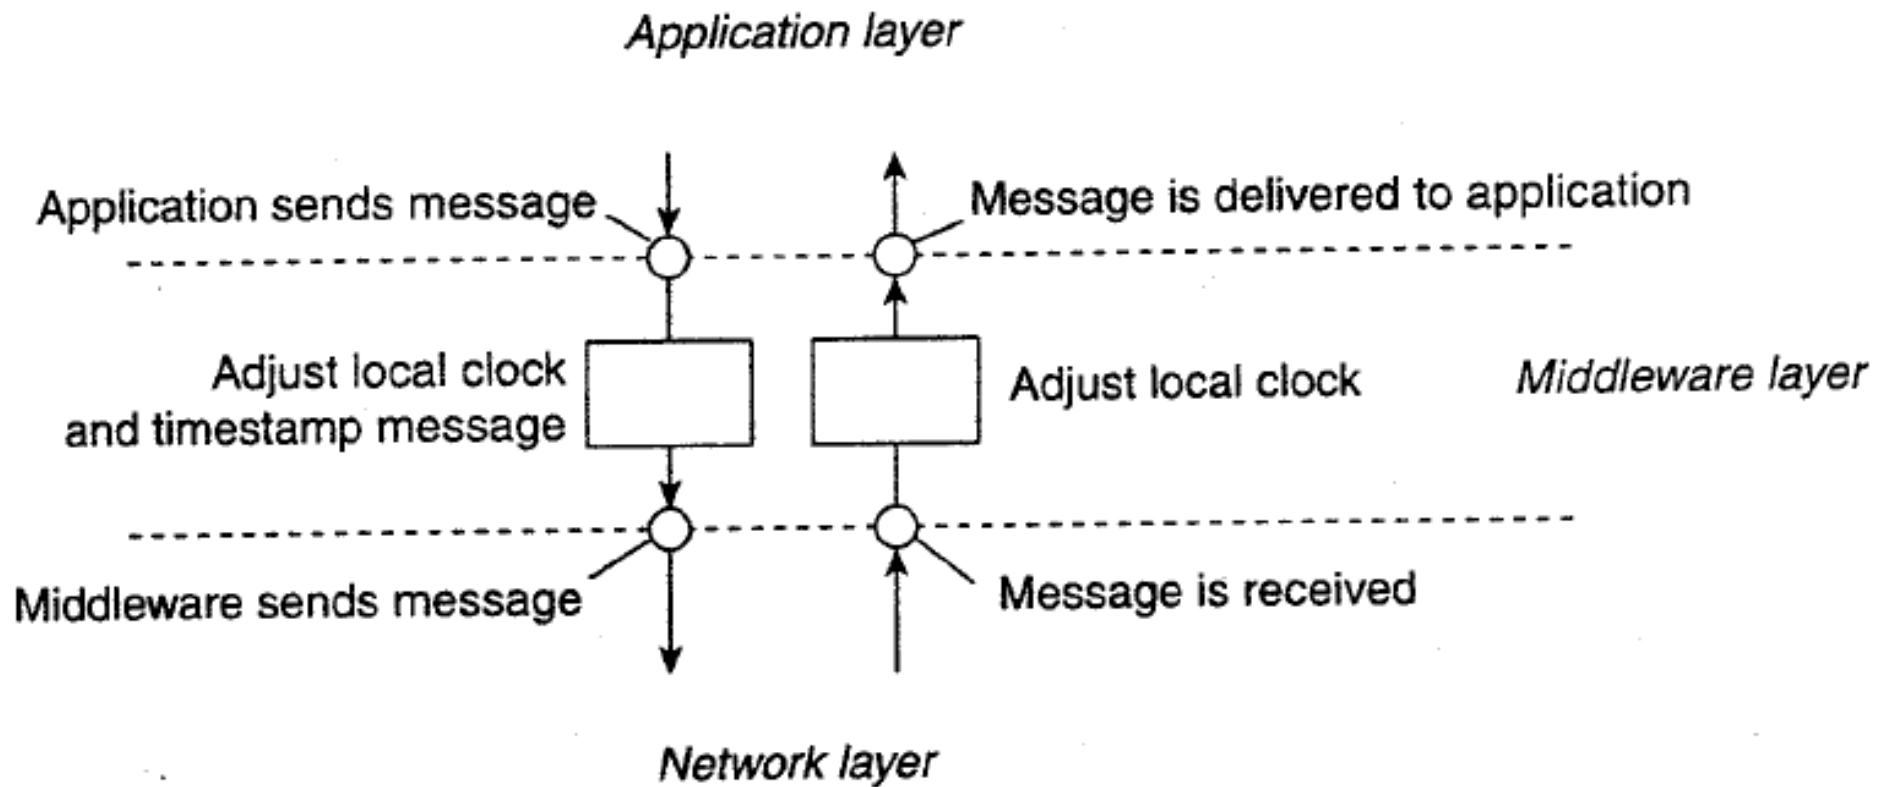 Application layer
Application sends message
Message is delivered to application
Adjust local clock
and timestamp message
Adjust local clock
Middleware layer
Middleware sends message
Message is received
Network layer